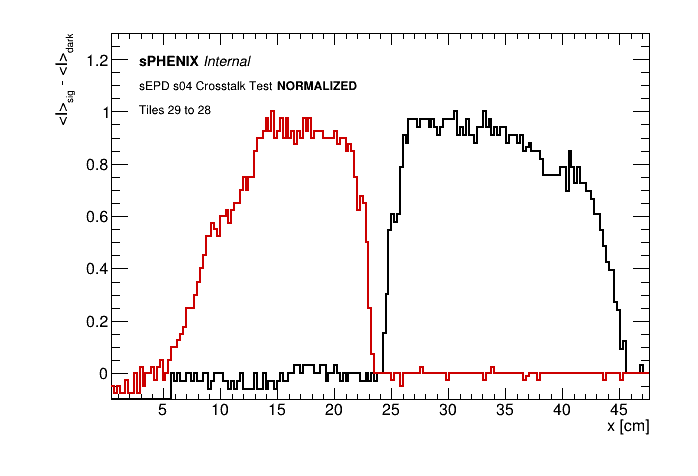 <I>sig - <I>dark
sPHENIX Internal
sEPD s04 Crosstalk Test NORMALIZED
Tiles 29 to 28
1.2
1
0.8
0.6
0.4
0.2
0
5 10 15 20 25 30 35 40 45
x [cm]